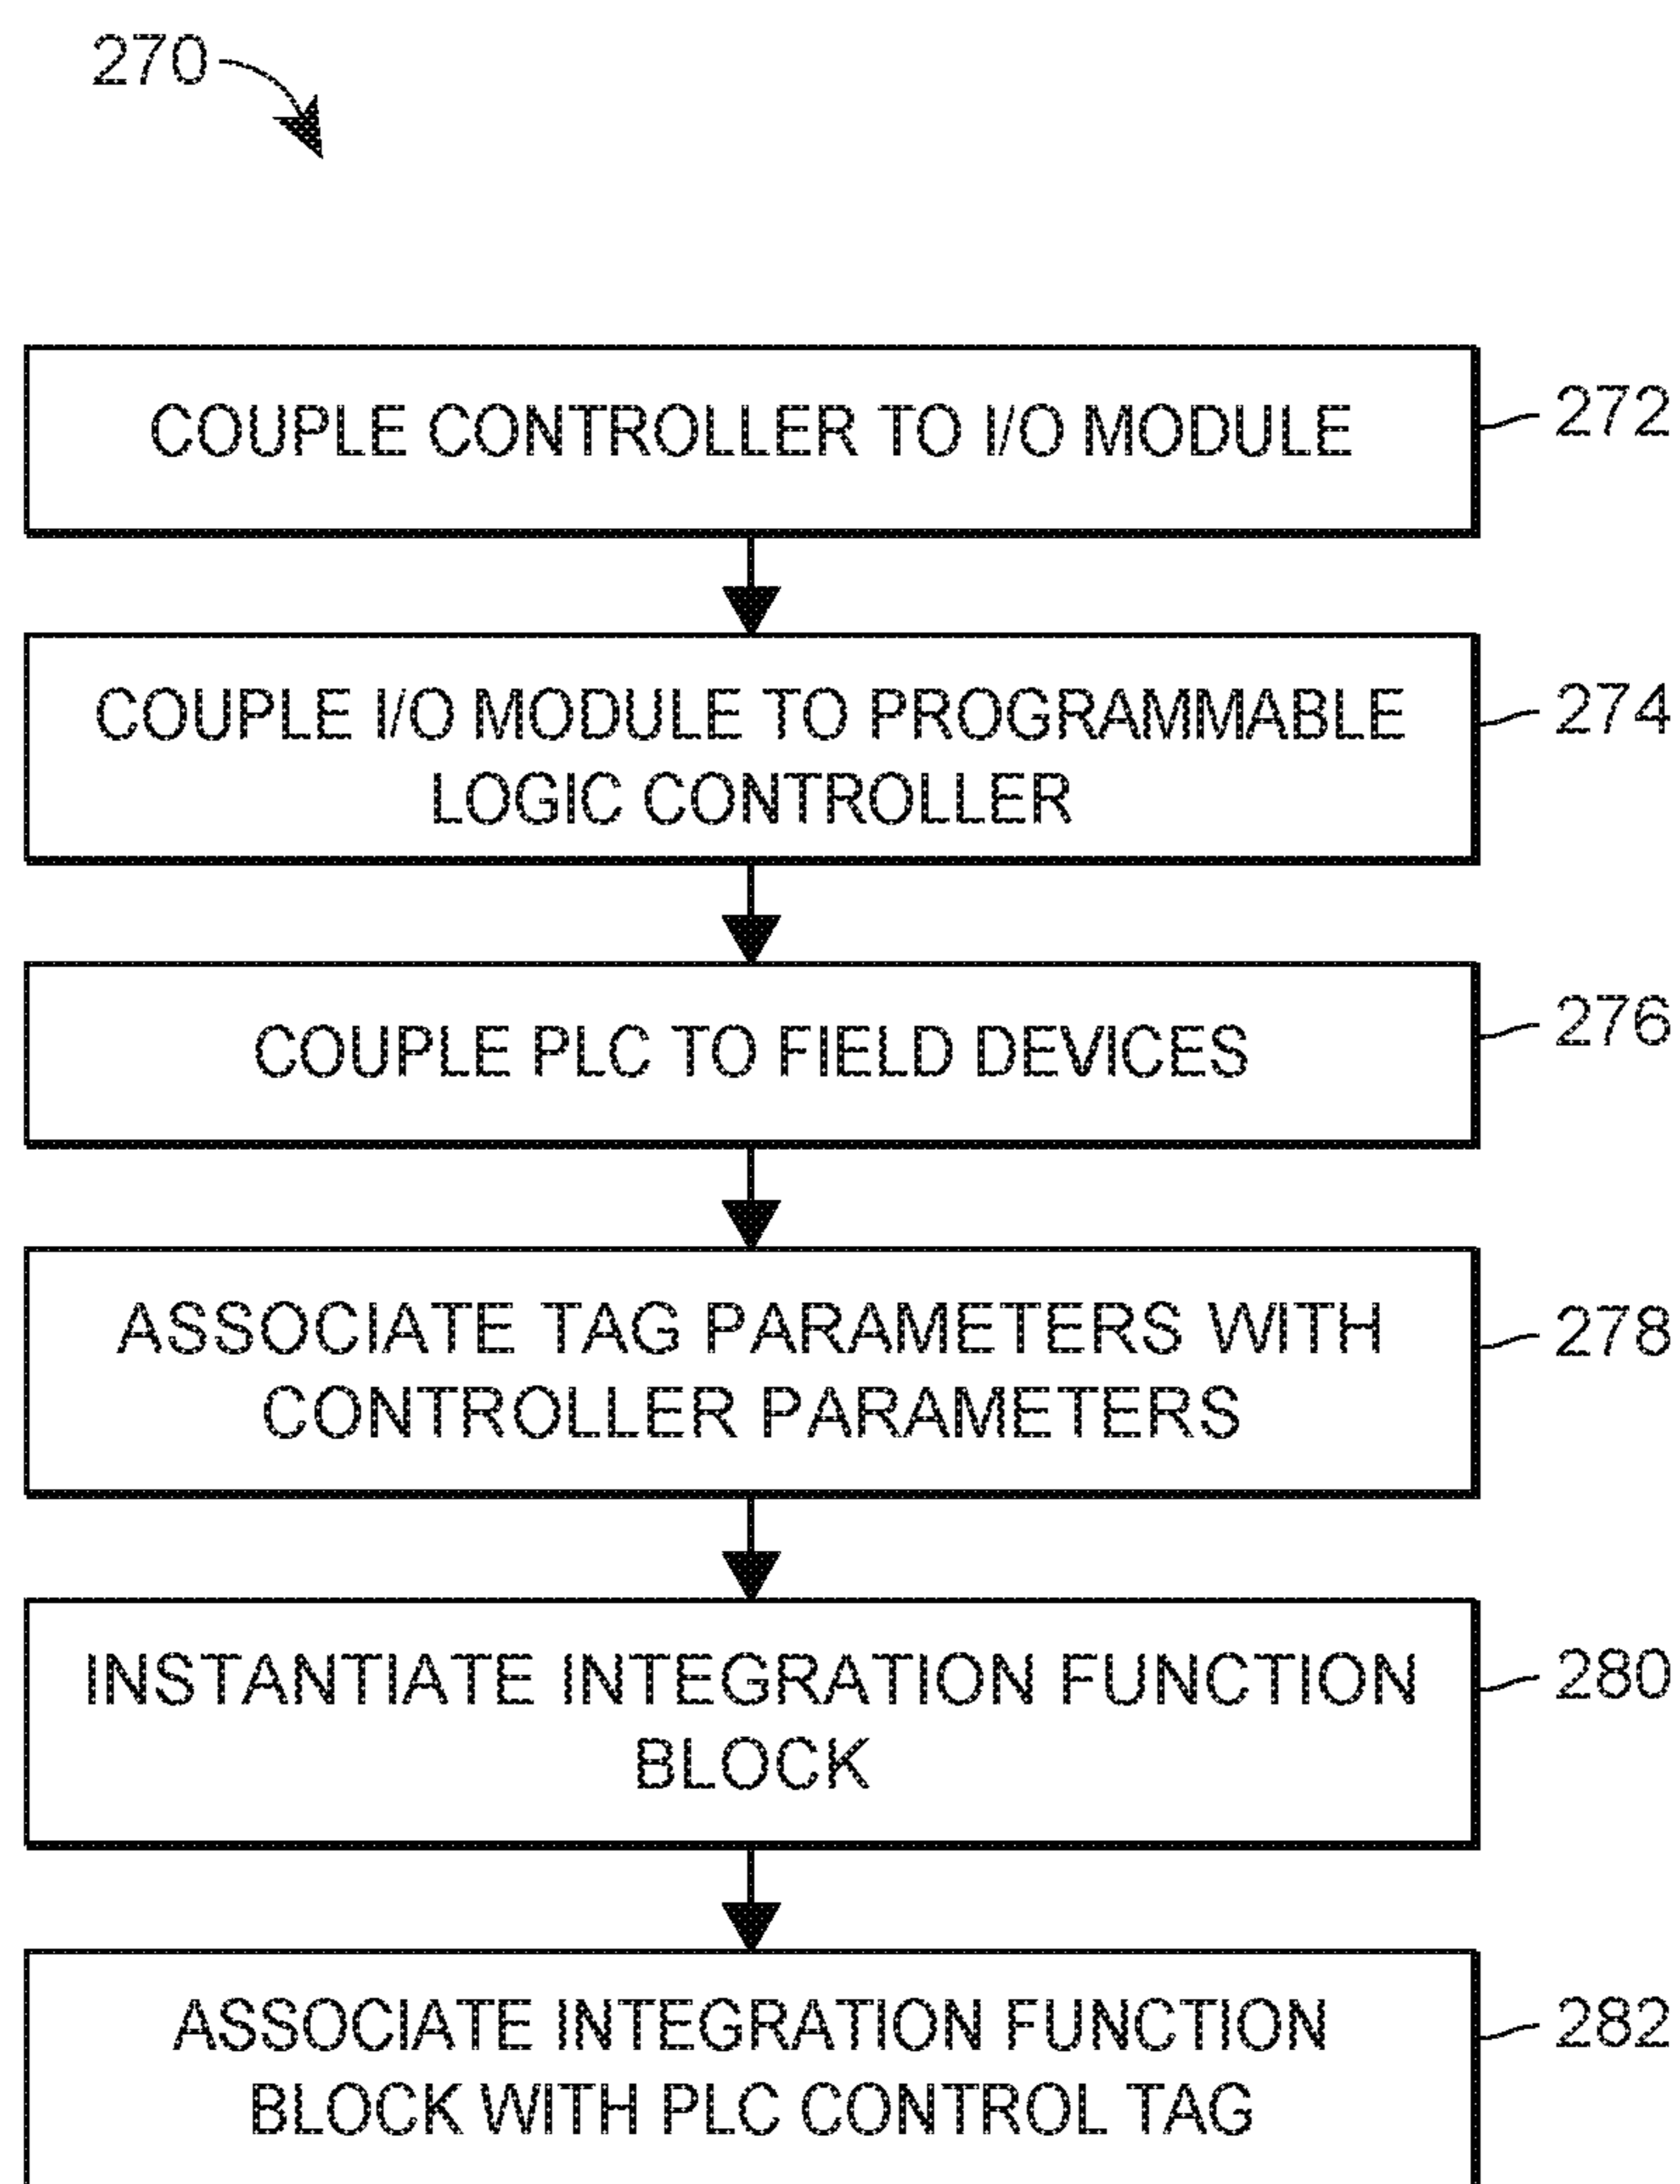 270
COUPLE CONTROLLER TO I/O MODULE
272
COUPLE I/O MODULE TO PROGRAMMABLE
LOGIC CONTROLLER
274
COUPLE PLC TO FIELD DEVICES
276
ASSOCIATE TAG PARAMETERS WITH
CONTROLLER PARAMETERS
278
INSTANTIATE INTEGRATION FUNCTION
BLOCK
280
ASSOCIATE INTEGRATION FUNCTION
BLOCK WITH PLC CONTROL TAG
282